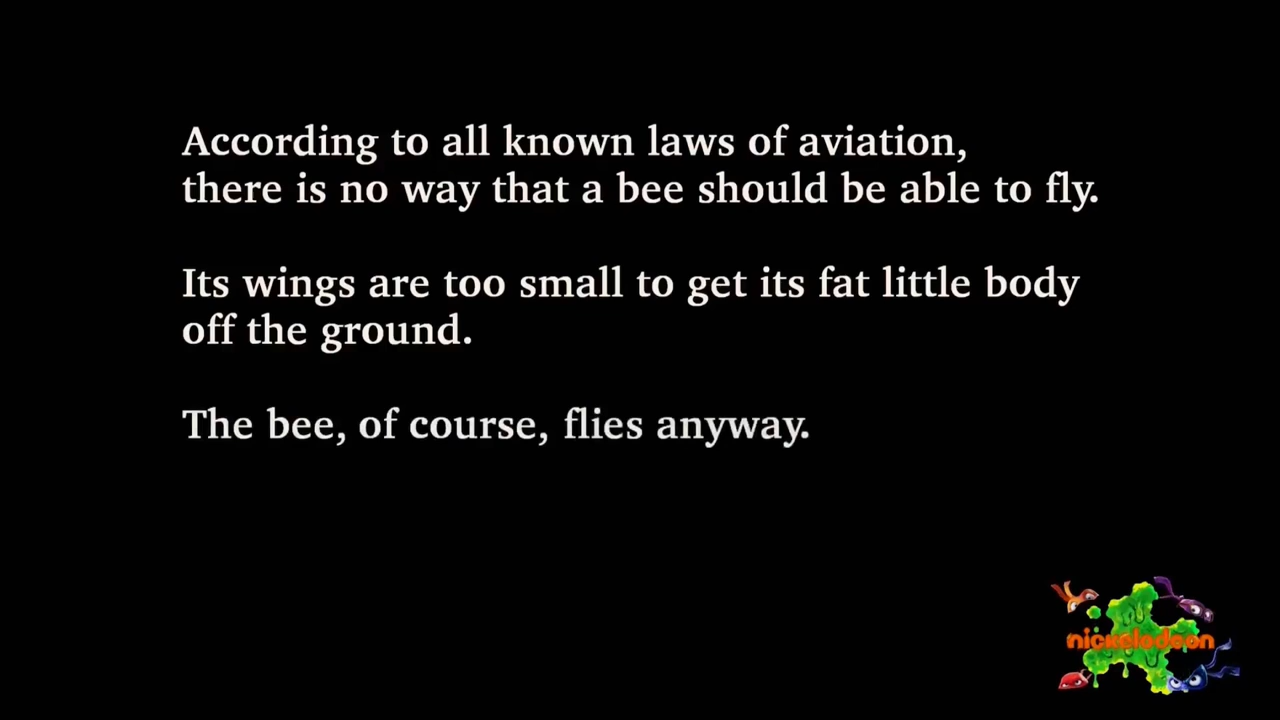 According to all known laws of aviation,
there is no way that a bee should be able to fly.
Its wings are too small to get its fat little body
off the ground.
The bee, of course, flies anyway.
nickelodeon